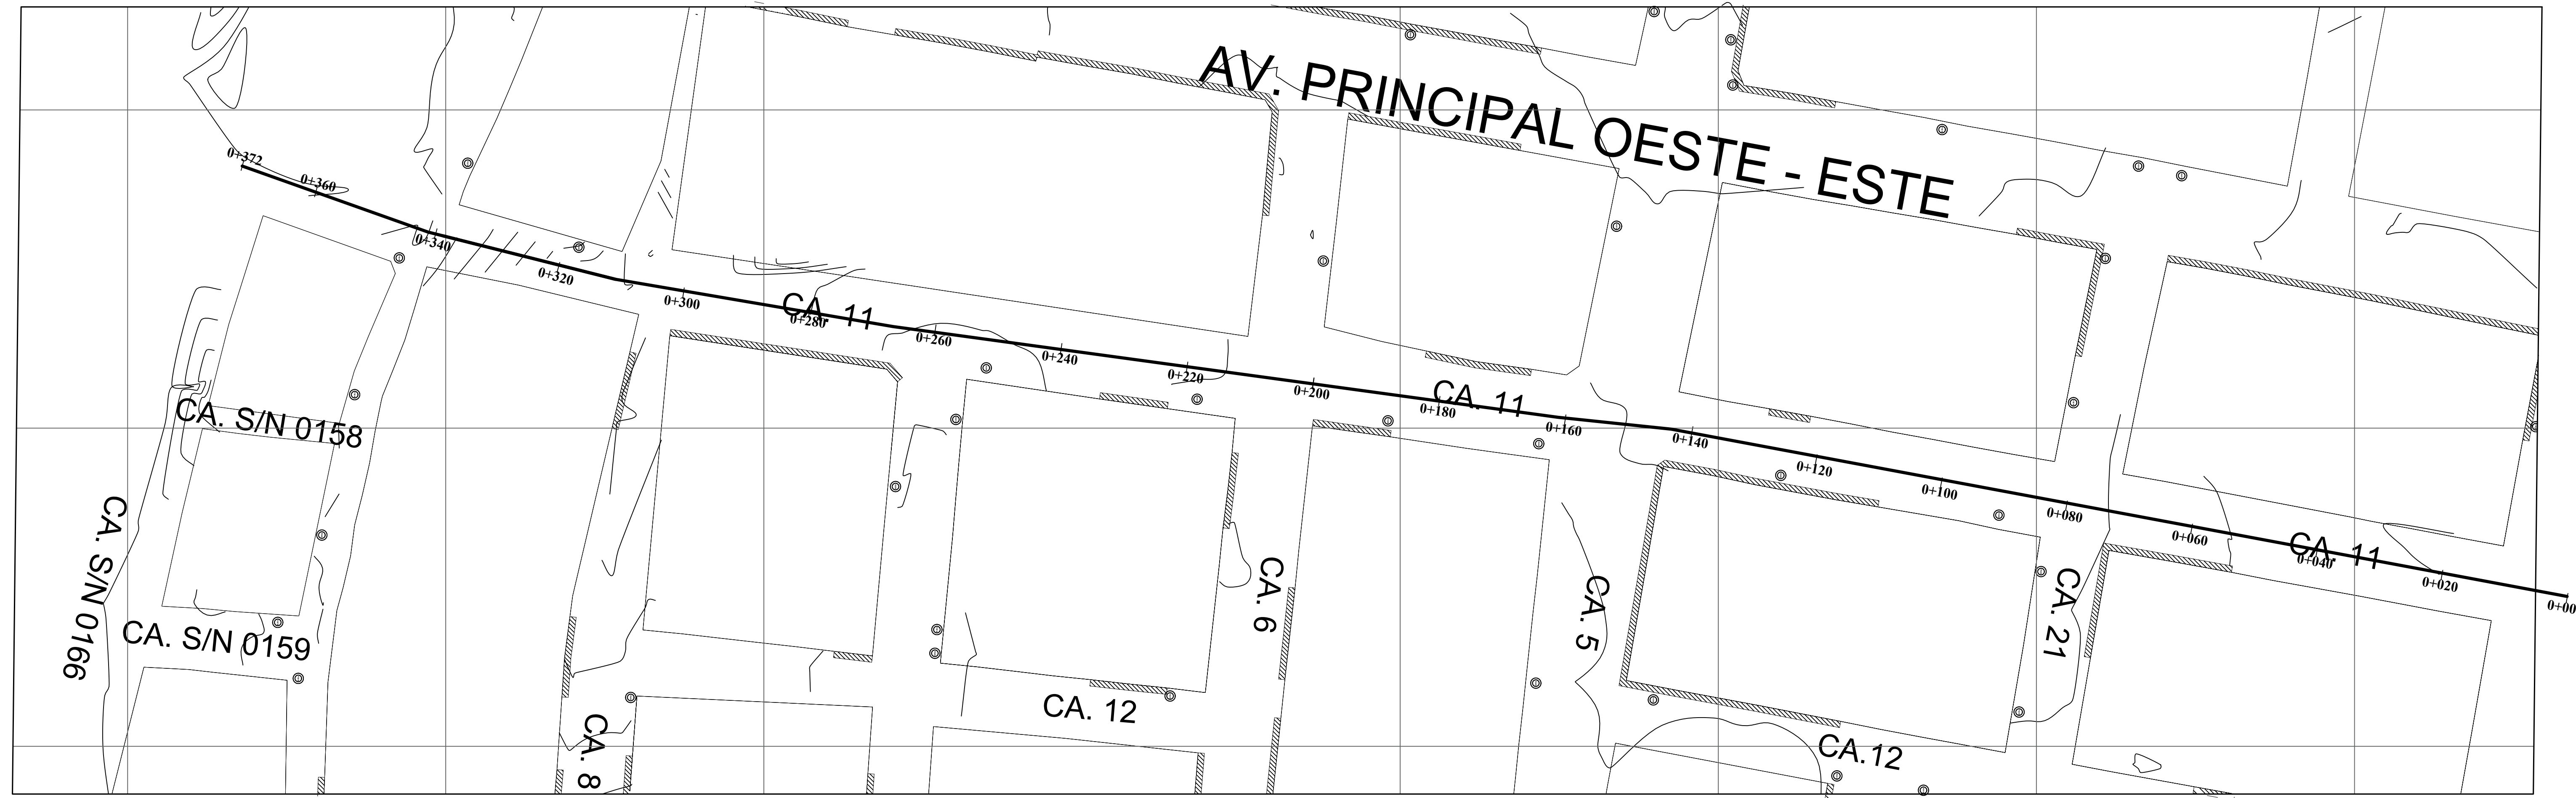 AV. PRINCIPAL OESTE - ESTE
0+372
0+360
0+340
0+320
0+300
CA. 11
0+280
0+260
0+240
0+220
0+200
CA. 11
0+180
0+160
0+140
0+120
0+100
0+080
0+060
CA. 11
0+040
0+020
0+00
CA. S/N 0158
CA. S/N 0166
CA. S/N 0159
CA. 8
CA. 12
CA. 6
CA. 5
CA. 21
CA.12